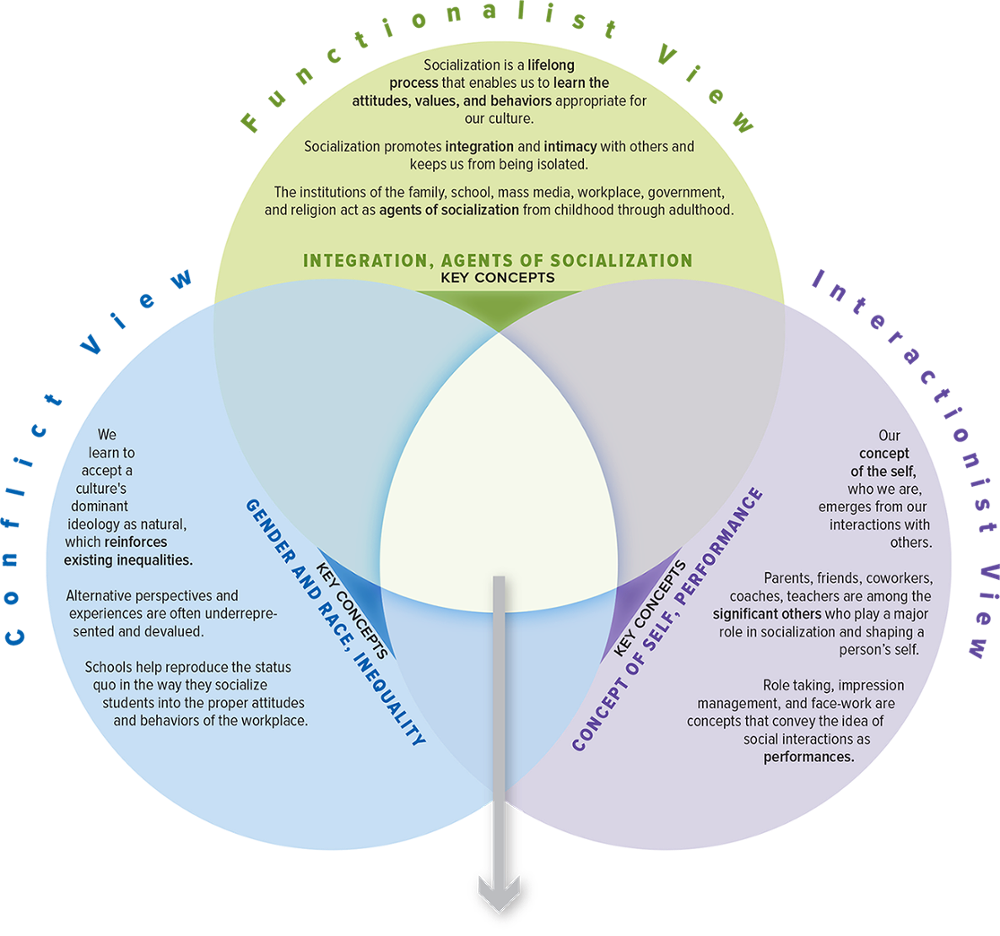 Functionalist View
Socialization is a lifelong
process that enables us to learn the
attitudes, values, and behaviors appropriate for
our culture.
Socialization promotes integration and intimacy with others and
keeps us from being isolated.
The institutions of the family, school, mass media, workplace, government,
and religion act as agents of socialization from childhood through adulthood.
INTEGRATION, AGENTS OF SOCIALIZATION
KEY CONCEPTS
Conflict View
We
learn to
accept a
culture's
dominant
ideology as natural,
which reinforces
existing inequalities.
Alternative perspectives and
experiences are often underrepre-
sented and devalued.
Schools help reproduce the status
quo in the way they socialize
students into the proper attitudes
and behaviors of the workplace.
GENDER AND RACE, INEQUALITY
KEY CONCEPTS
Interactionist View
Our
concept
of the self,
who we are,
emerges from our
interactions with
others.
Parents, friends, coworkers,
coaches, teachers are among the
significant others who play a major
role in socialization and shaping a
person's self.
Role taking, impression
management, and face-work are
concepts that convey the idea of
social interactions as
performances.
KEY CONCEPTS
CONCEPT OF SELF, PERFORMANCE